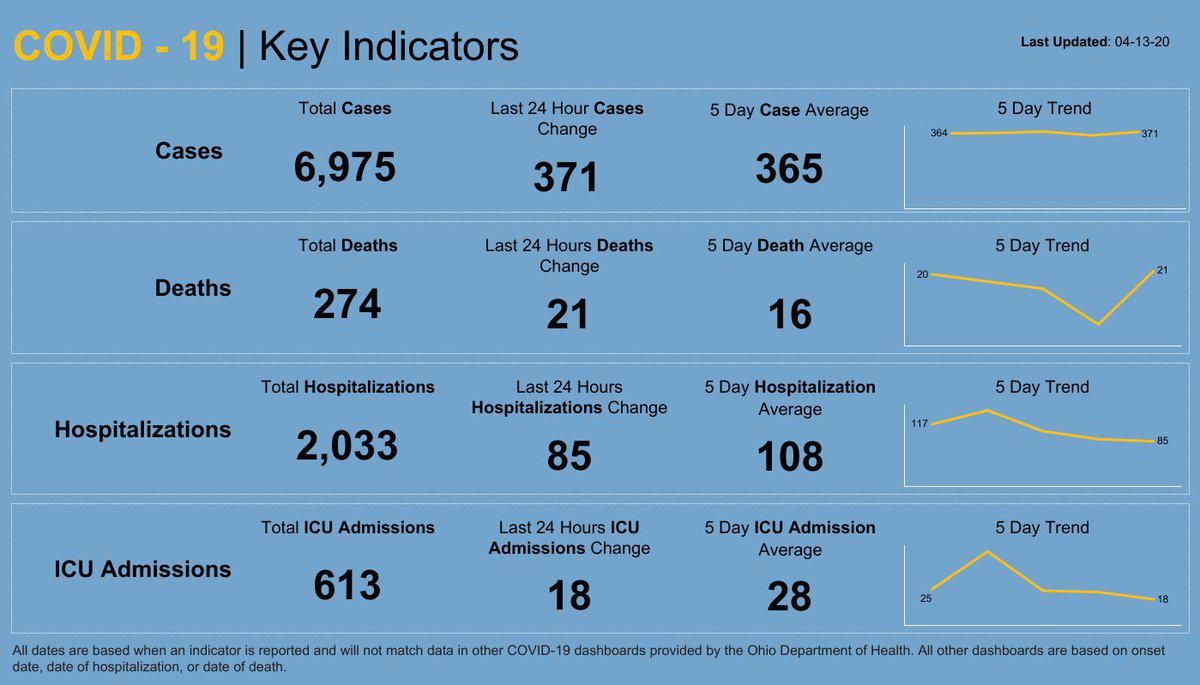 COVID - 19 | Key Indicators
Last Updated: 04-13-20
Cases
Total Cases
6,975
Last 24 Hour Cases
Change
371
5 Day Case Average
365
5 Day Trend
364
371
Deaths
Total Deaths
274
Last 24 Hours Deaths
Change
21
5 Day Death Average
16
5 Day Trend
20
21
Hospitalizations
Total Hospitalizations
2,033
Last 24 Hours
Hospitalizations Change
85
5 Day Hospitalization
Average
108
5 Day Trend
117
85
ICU Admissions
Total ICU Admissions
613
Last 24 Hours ICU
Admissions Change
18
5 Day ICU Admission
Average
28
5 Day Trend
25
18
All dates are based when an indicator is reported and will not match data in other COVID-19 dashboards provided by the Ohio Department of Health. All other dashboards are based on onset
date, date of hospitalization, or date of death.